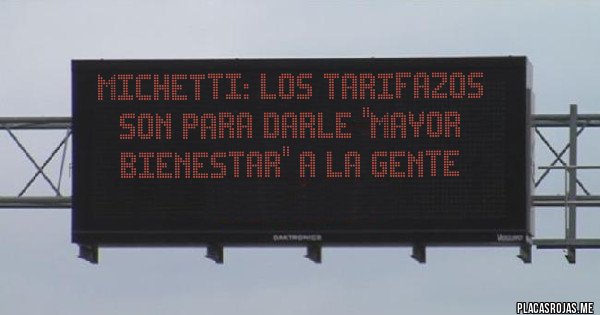 MICHETTI: LOS TARIFAZOS
SON PARA DARLE "MAYOR
BIENESTAR" A LA GENTE
DAKTRONICS
PLACASROJAS.ME